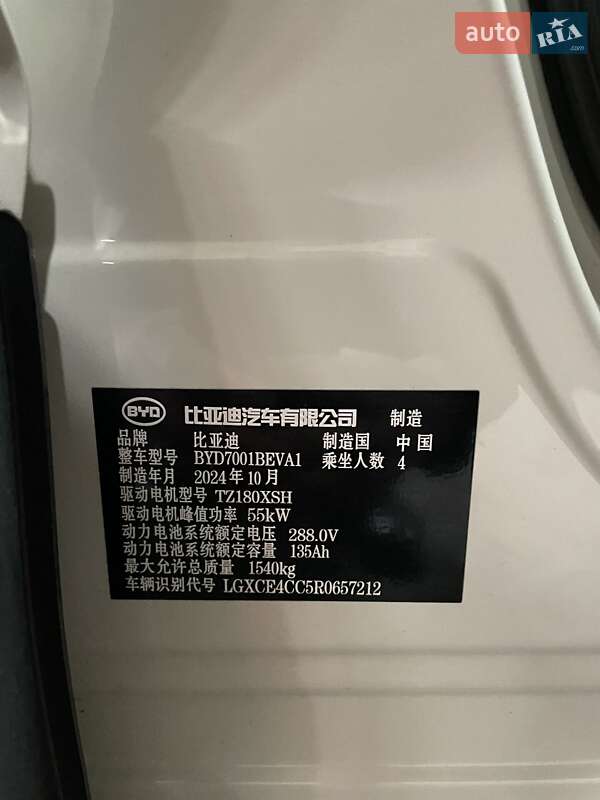 auto RIA.com
BYD 比亚迪汽车有限公司 制造
品牌 比亚迪 制造国 中国
整车型号 BYD7001BEVA1 乘坐人数 4
制造年月 2024年10月
驱动电机型号 TZ180XSH
驱动电机峰值功率 55kW
动力电池系统额定电压 288.0V
动力电池系统额定容量 135Ah
最大允许总质量 1540kg
车辆识别代号 LGXCE4CC5R0657212